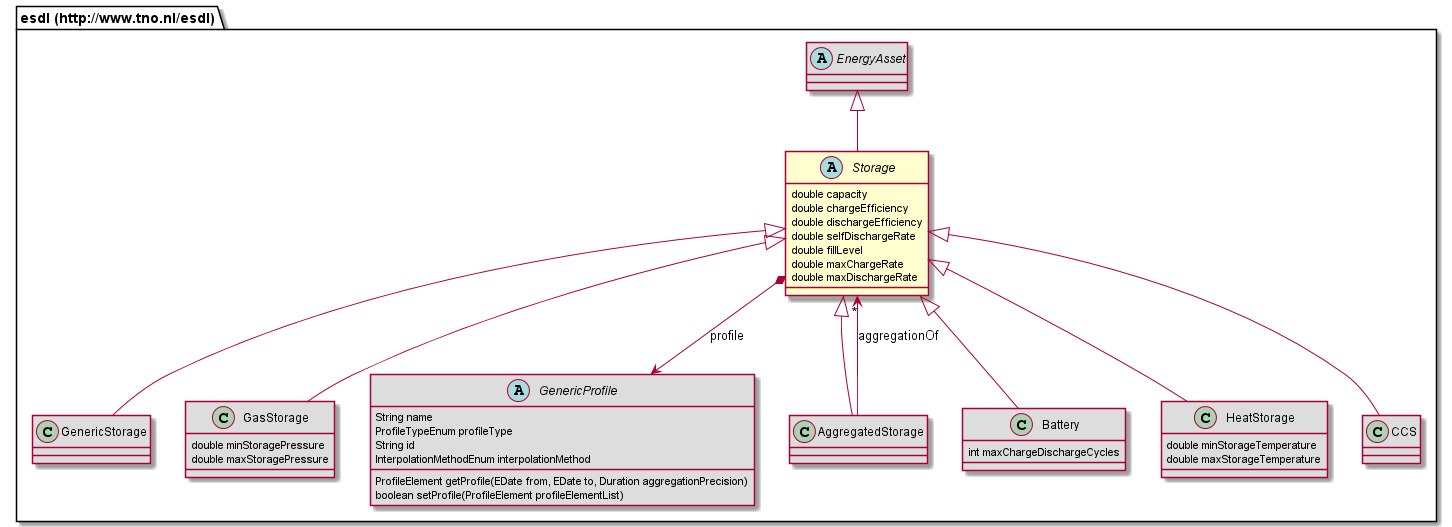 esdl (http://www.tno.nl/esdl)
A EnergyAsset
A Storage
double capacity
double chargeEfficiency
double dischargeEfficiency
double selfDischargeRate
double fillLevel
double maxChargeRate
double maxDischargeRate
*
profile
aggregationOf
C GenericStorage
C GasStorage
double minStoragePressure
double maxStoragePressure
A GenericProfile
String name
ProfileTypeEnum profileType
String id
InterpolationMethodEnum interpolationMethod
ProfileElement getProfile(EDate from, EDate to, Duration aggregationPrecision)
boolean setProfile(ProfileElement profileElementList)
C AggregatedStorage
C Battery
int maxChargeDischargeCycles
C HeatStorage
double minStorageTemperature
double maxStorageTemperature
C CCS